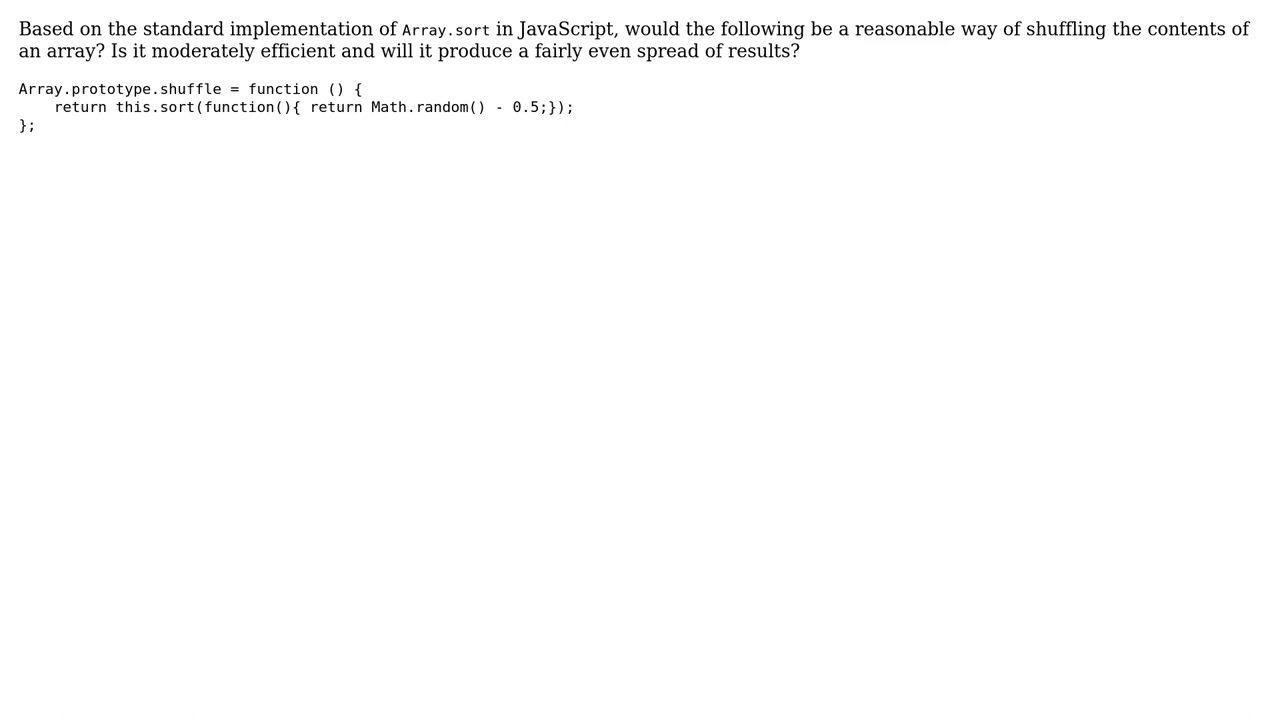 Based on the standard implementation of Array.sort in JavaScript, would the following be a reasonable way of shuffling the contents of
an array? Is it moderately efficient and will it produce a fairly even spread of results?
Array.prototype.shuffle = function () {
    return this.sort(function(){ return Math.random() - 0.5;});
};